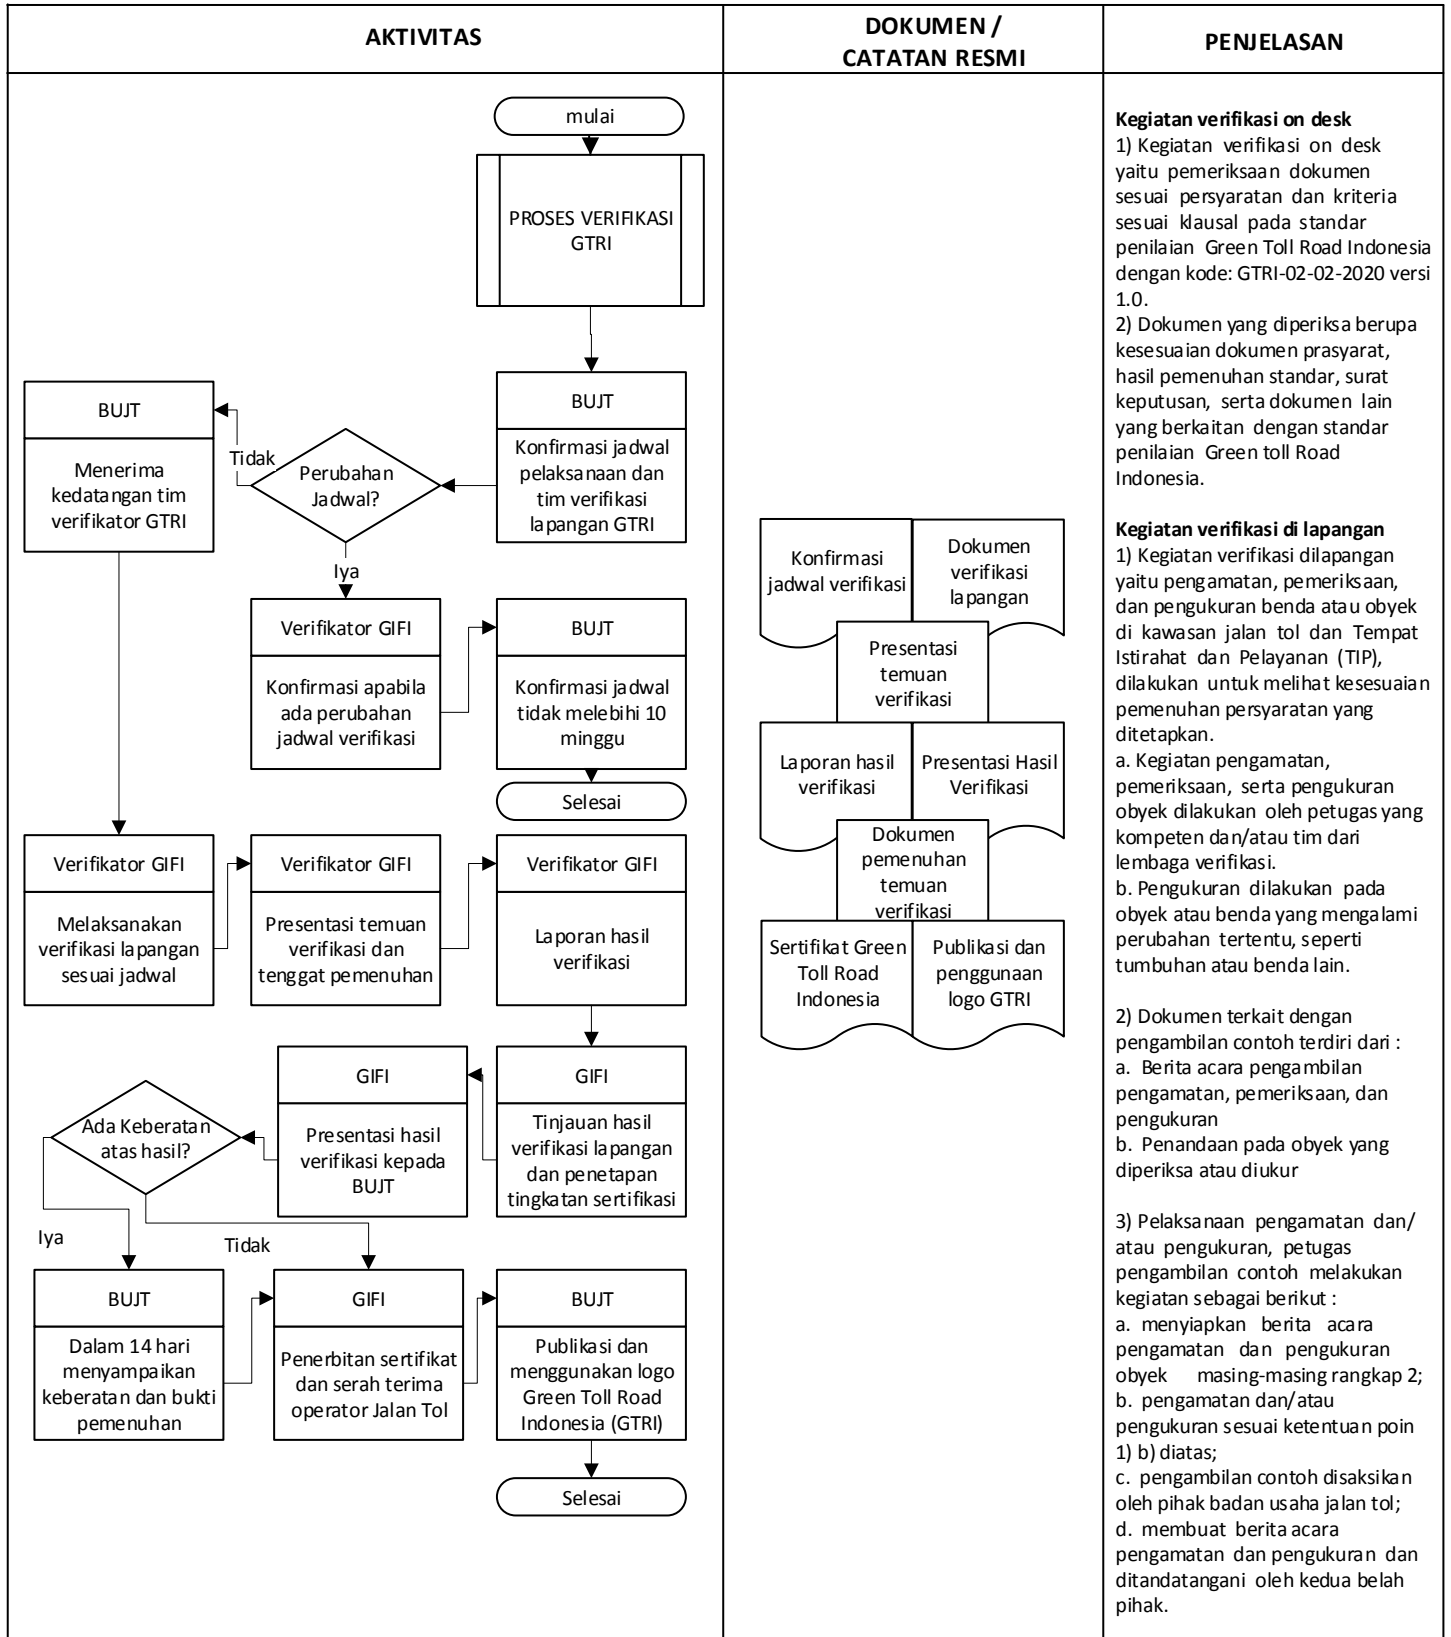 AKTIVITAS
DOKUMEN /
CATATAN RESMI
PENJELASAN
mulai
PROSES VERIFIKASI
GTRI
BUJT
Konfirmasi jadwal
pelaksanaan dan
tim verifikasi
lapangan GTRI
Perubahan
Jadwal?
Tidak
BUJT
Menerima
kedatangan tim
verifikator GTRI
Iya
Verifikator GIFI
Konfirmasi apabila
ada perubahan
jadwal verifikasi
BUJT
Konfirmasi jadwal
tidak melebihi 10
minggu
Selesai
Verifikator GIFI
Melaksanakan
verifikasi lapangan
sesuai jadwal
Verifikator GIFI
Presentasi temuan
verifikasi dan
tenggat pemenuhan
Verifikator GIFI
Laporan hasil
verifikasi
GIFI
Tinjauan hasil
verifikasi lapangan
dan penetapan
tingkatan sertifikasi
GIFI
Presentasi hasil
verifikasi kepada
BUJT
Ada Keberatan
atas hasil?
Iya
Tidak
BUJT
Dalam 14 hari
menyampaikan
keberatan dan bukti
pemenuhan
GIFI
Penerbitan sertifikat
dan serah terima
operator Jalan Tol
BUJT
Publikasi dan
menggunakan logo
Green Toll Road
Indonesia (GTRI)
Selesai
Konfirmasi
jadwal verifikasi
Dokumen
verifikasi
lapangan
Presentasi
temuan
verifikasi
Laporan hasil
verifikasi
Presentasi Hasil
Verifikasi
Dokumen
pemenuhan
temuan
verifikasi
Sertifikat Green
Toll Road
Indonesia
Publikasi dan
penggunaan
logo GTRI
Kegiatan verifikasi on desk
1) Kegiatan verifikasi on desk
yaitu pemeriksaan dokumen
sesuai persyaratan dan kriteria
sesuai klausal pada standar
penilaian Green Toll Road Indonesia
dengan kode: GTRI-02-02-2020 versi
1.0.
2) Dokumen yang diperiksa berupa
kesesuaian dokumen prasyarat,
hasil pemenuhan standar, surat
keputusan, serta dokumen lain
yang berkaitan dengan standar
penilaian Green toll Road
Indonesia.
Kegiatan verifikasi di lapangan
1) Kegiatan verifikasi dilapangan
yaitu pengamatan, pemeriksaan,
dan pengukuran benda atau obyek
di kawasan jalan tol dan Tempat
Istirahat dan Pelayanan (TIP),
dilakukan untuk melihat kesesuaian
pemenuhan persyaratan yang
ditetapkan.
a. Kegiatan pengamatan,
pemeriksaan, serta pengukuran
obyek dilakukan oleh petugas yang
kompeten dan/atau tim dari
lembaga verifikasi.
b. Pengukuran dilakukan pada
obyek atau benda yang mengalami
perubahan tertentu, seperti
tumbuhan atau benda lain.
2) Dokumen terkait dengan
pengambilan contoh terdiri dari :
a. Berita acara pengambilan
pengamatan, pemeriksaan, dan
pengukuran
b. Penandaan pada obyek yang
diperiksa atau diukur
3) Pelaksanaan pengamatan dan/
atau pengukuran, petugas
pengambilan contoh melakukan
kegiatan sebagai berikut :
a. menyiapkan berita acara
pengamatan dan pengukuran
obyek masing-masing rangkap 2;
b. pengamatan dan/atau
pengukuran sesuai ketentuan poin
1) b) diatas;
c. pengambilan contoh disaksikan
oleh pihak badan usaha jalan tol;
d. membuat berita acara
pengamatan dan pengukuran dan
ditandatangani oleh kedua belah
pihak.